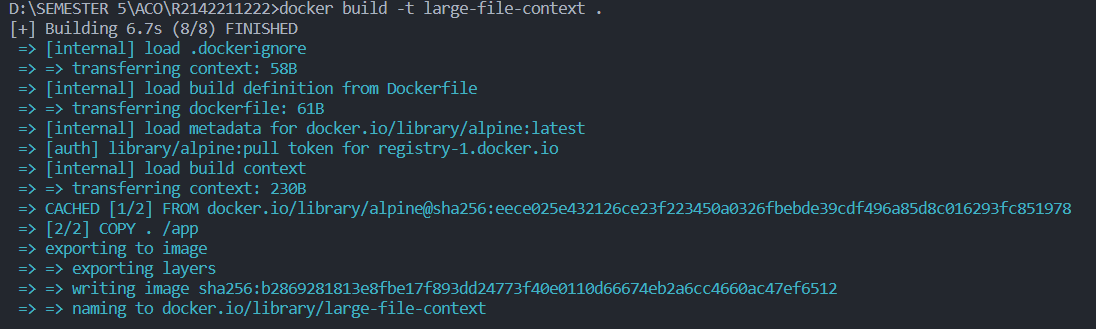 D:\SEMESTER 5\ACO\R2142211222>docker build -t large-file-context .
[+] Building 6.7s (8/8) FINISHED
=> [internal] load .dockerignore
=> => transferring context: 58B
=> [internal] load build definition from Dockerfile
=> => transferring dockerfile: 61B
=> [internal] load metadata for docker.io/library/alpine:latest
=> [auth] library/alpine:pull token for registry-1.docker.io
=> [internal] load build context
=> => transferring context: 230B
=> CACHED [1/2] FROM docker.io/library/alpine@sha256:eece025e432126ce23f223450a0326fbebde39cdf496a85d8c016293fc851978
=> [2/2] COPY . /app
=> exporting to image
=> => exporting layers
=> => writing image sha256:b2869281813e8fbe17f893dd24773f40e0110d66674eb2a6cc4660ac47ef6512
=> => naming to docker.io/library/large-file-context